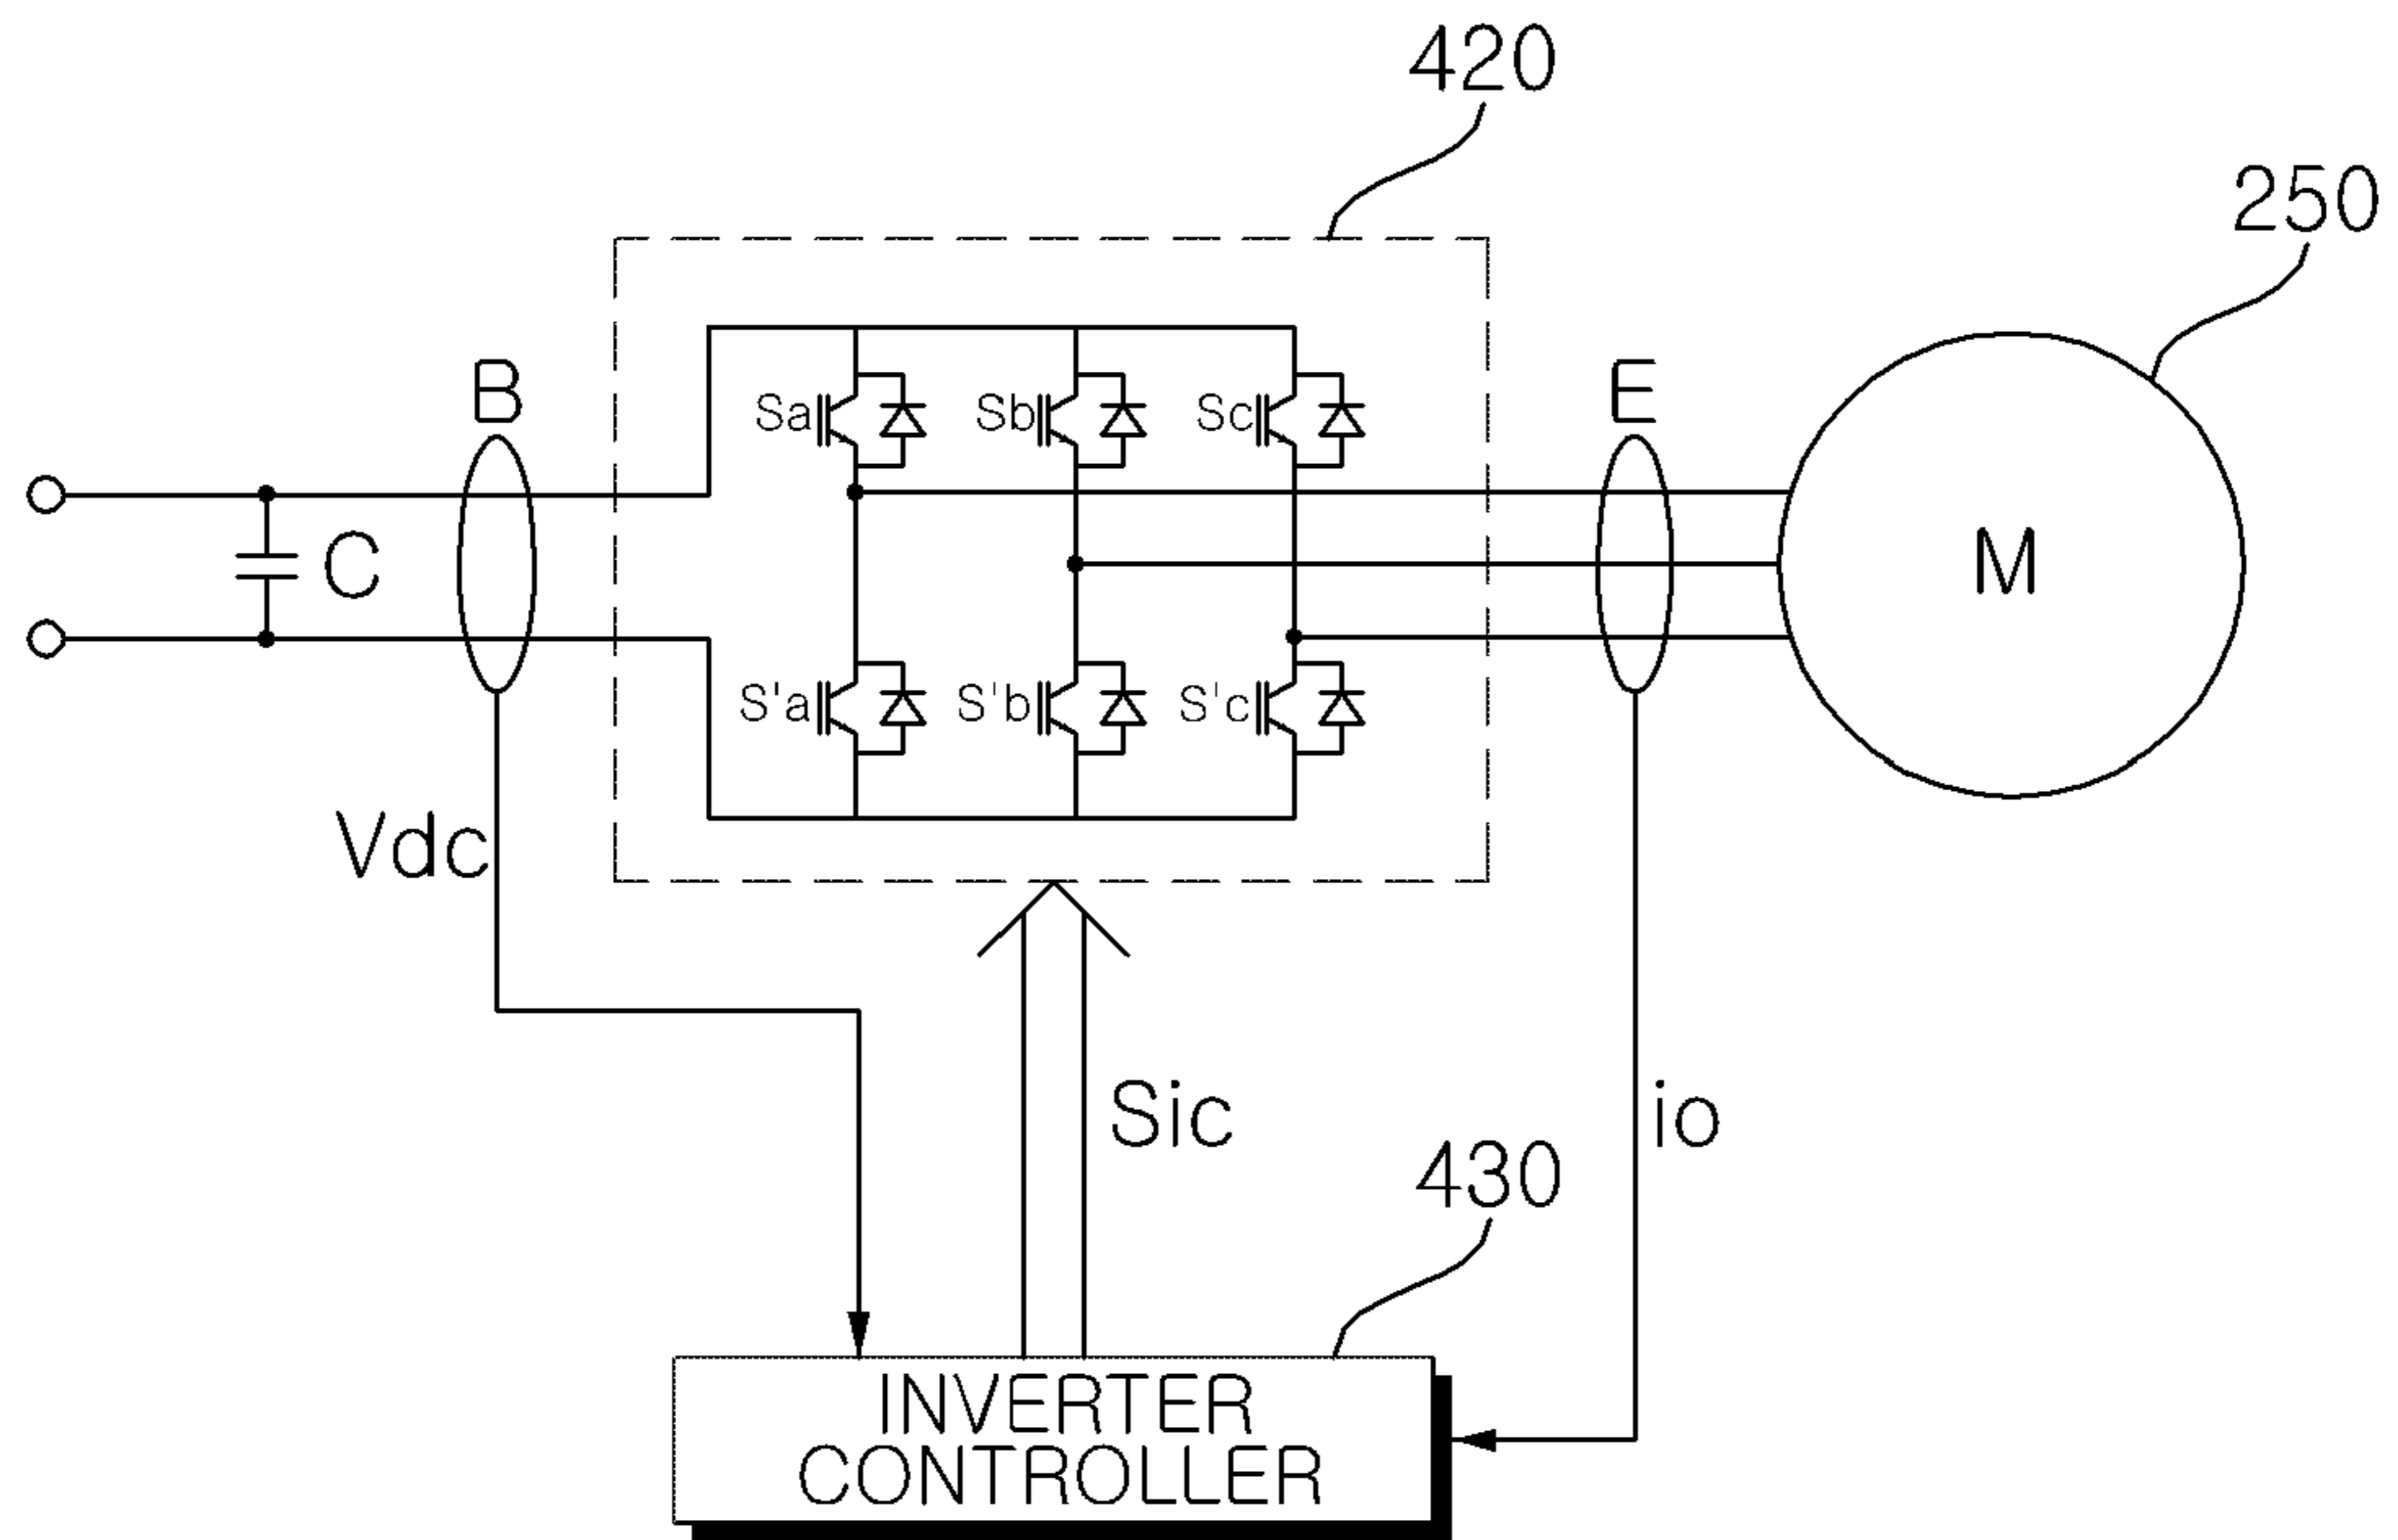 420
250
B
E
Sa
Sb
Sc
C
M
S'a
S'b
S'c
Vdc
Sic
io
430
INVERTER
CONTROLLER